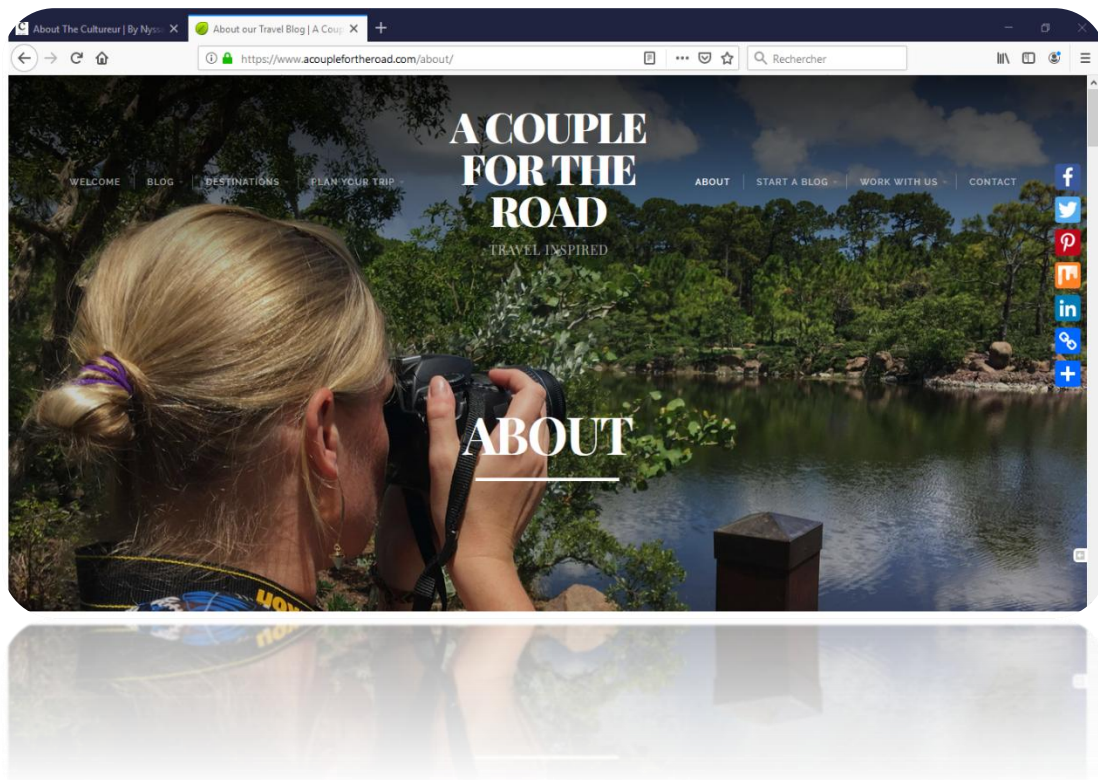 About The Cultureur | By Nyss
About our Travel Blog | A Coup
https://www.acouplefortheroad.com/about/
Rechercher
A COUPLE
FOR THE
ROAD
TRAVEL INSPIRED
WELCOME BLOG DESTINATIONS PLAN YOUR TRIP
ABOUT START A BLOG WORK WITH US CONTACT
ABOUT